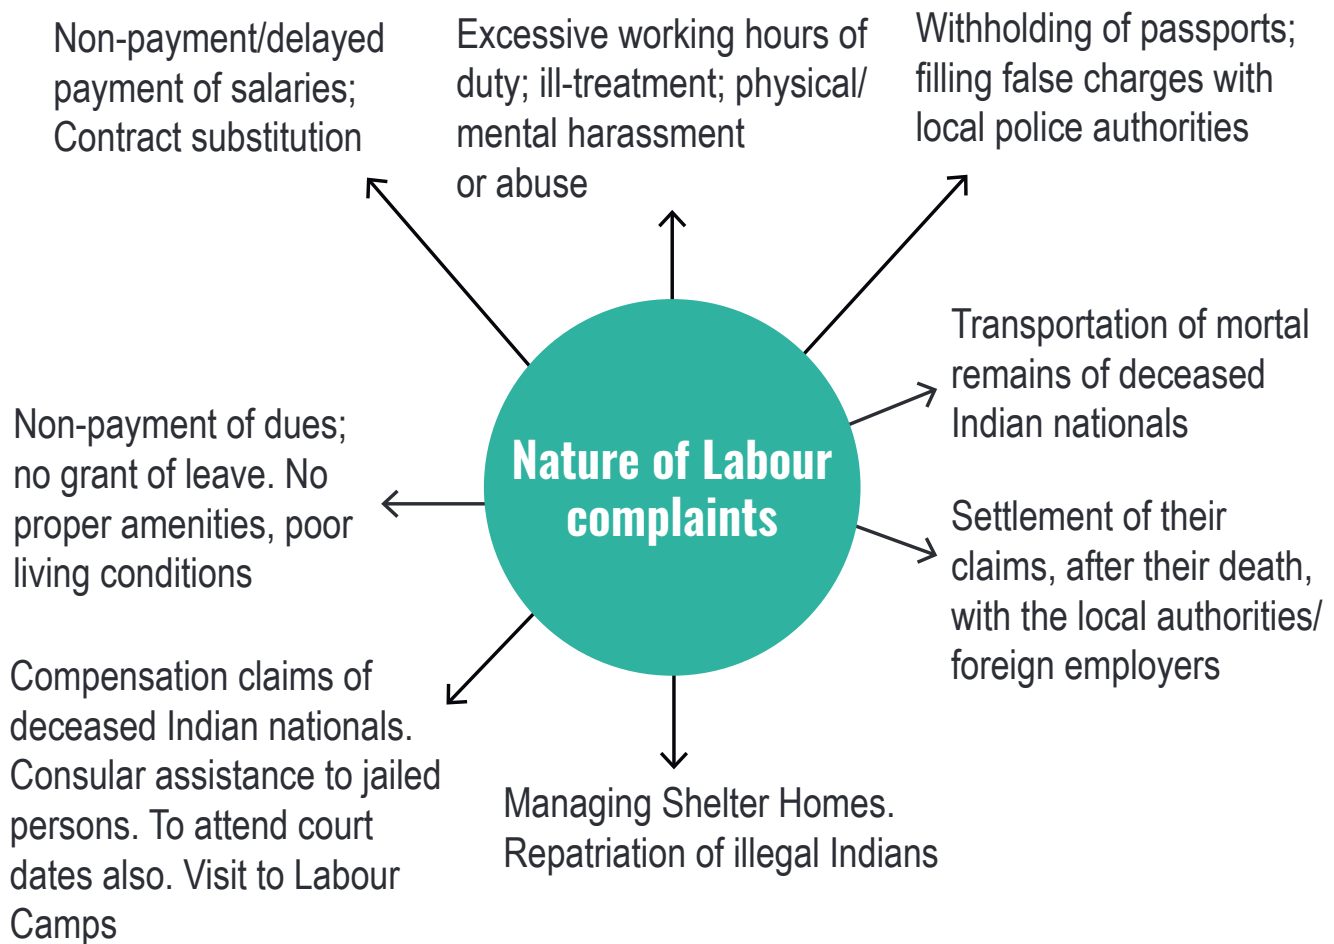 Non-payment/delayed
payment of salaries;
Contract substitution
Excessive working hours of
duty; ill-treatment; physical/
mental harassment
or abuse
Withholding of passports;
filling false charges with
local police authorities
Transportation of mortal
remains of deceased
Indian nationals
Nature of Labour
complaints
Non-payment of dues;
no grant of leave. No
proper amenities, poor
living conditions
Settlement of their
claims, after their death,
with the local authorities/
foreign employers
Compensation claims of
deceased Indian nationals.
Consular assistance to jailed
persons. To attend court
dates also. Visit to Labour
Camps
Managing Shelter Homes.
Repatriation of illegal Indians